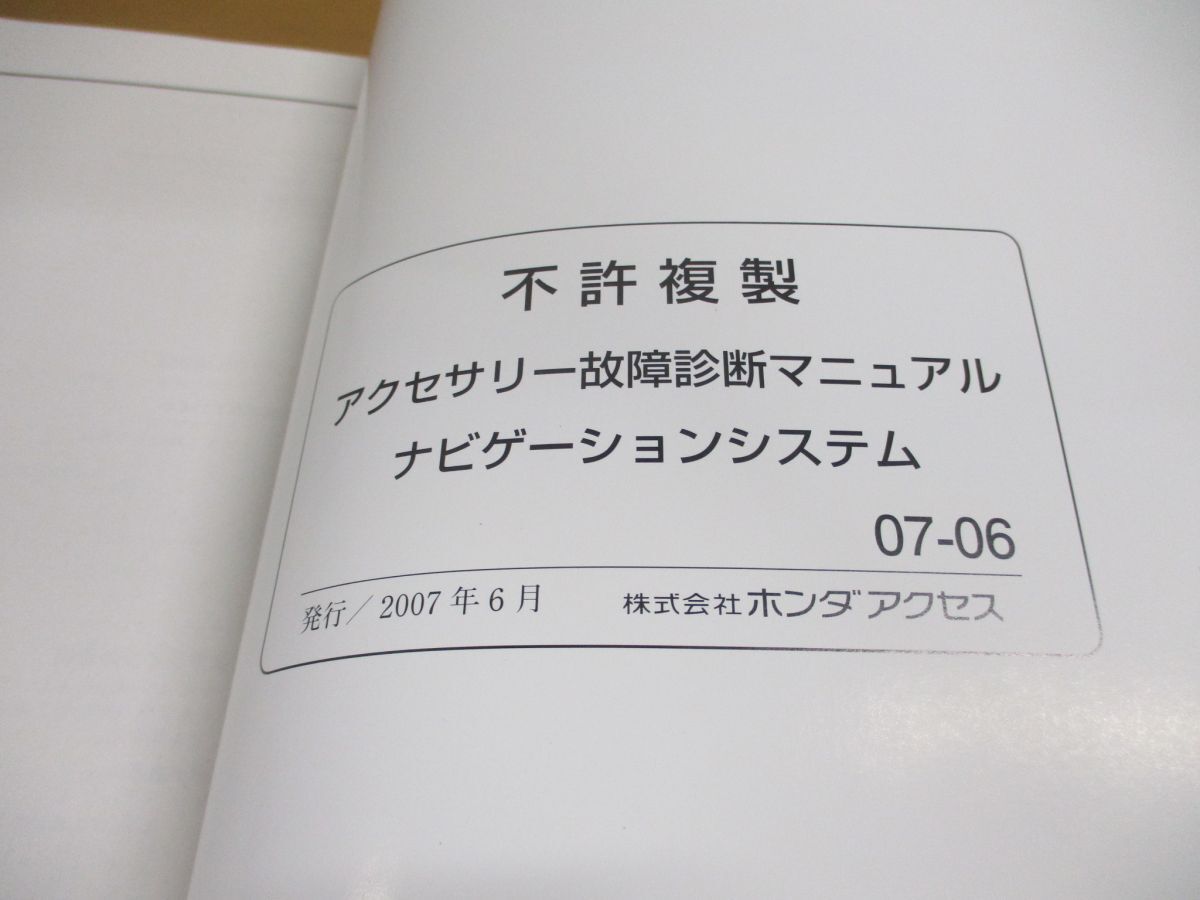 不許複製
アクセサリー故障診断マニュアル
ナビゲーションシステム
07-06
発行/2007年6月 株式会社ホンダアクセス